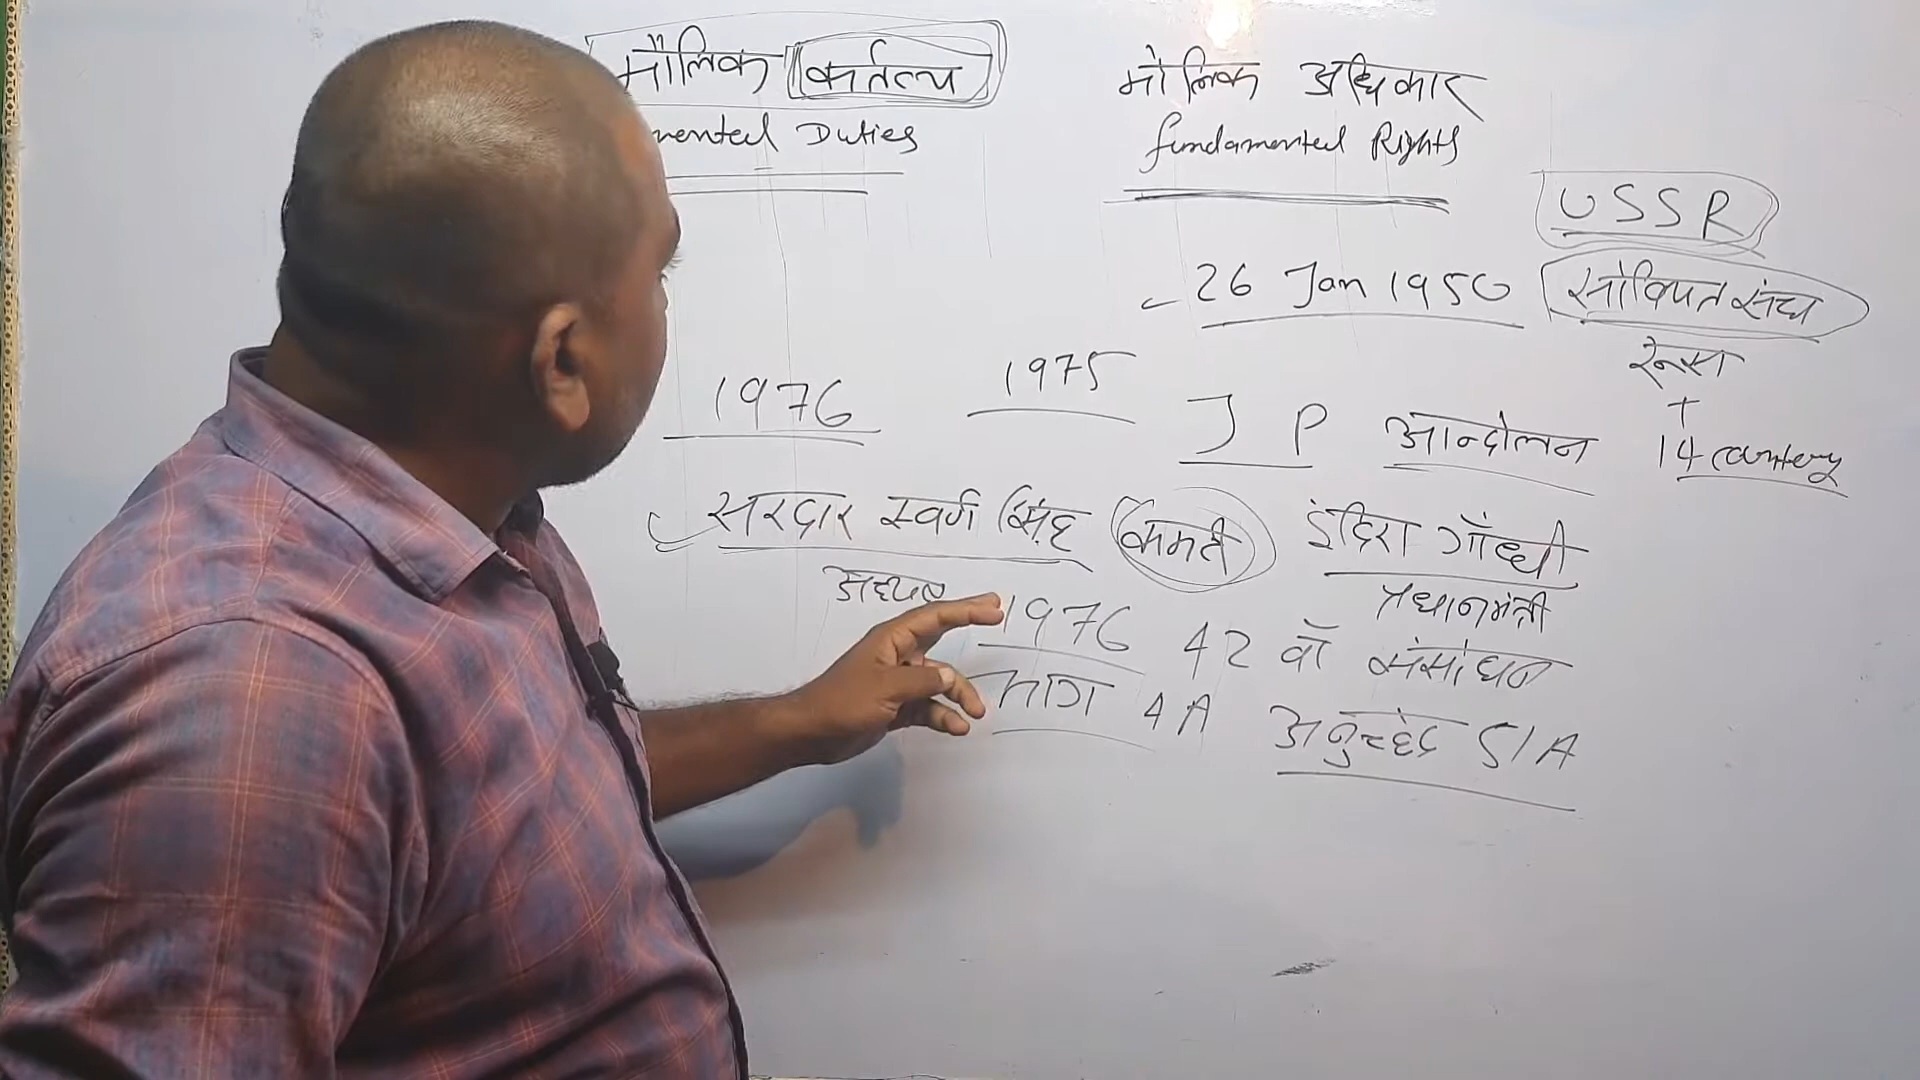 मौलिक कर्तव्य
mental Duties
मौलिक अधिकार
fundamental Rights
USSR
26 Jan 1950
सोवियत संघ
1975
1976
J P आन्दोलन
+
14 country
सरदार स्वर्ण सिंह कमेटी
इंदिरा गाँधी
अध्यक्ष
प्रधानमंत्री
1976 42 वाँ संसोधन
भाग 4A अनुच्छेद 51A